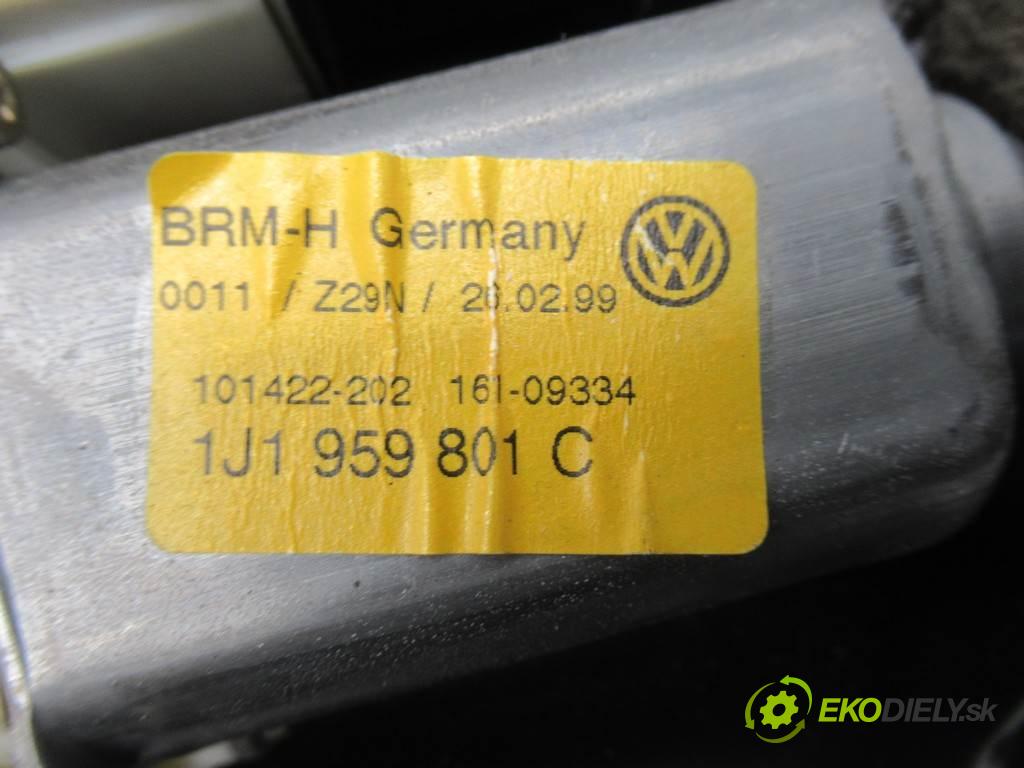 BRM-H Germany
0011 / Z29N / 26.02.99
101422-202 161-09334
1J1 959 801 C
EKODIELY.sk